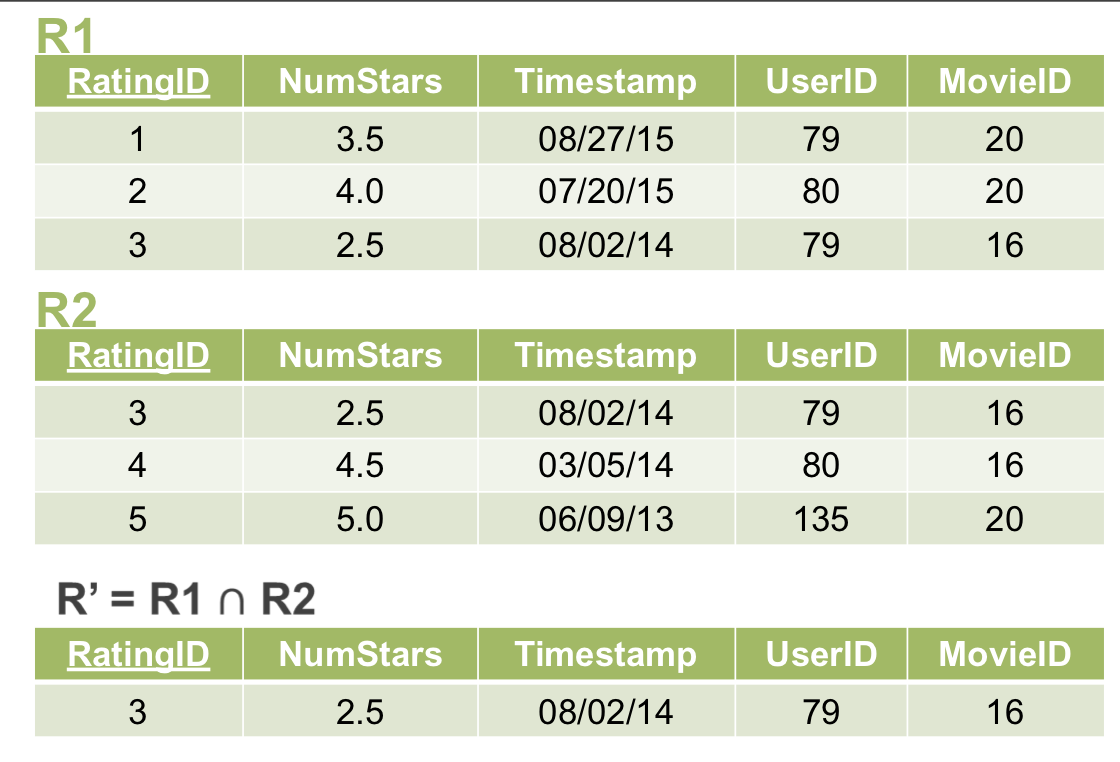 R1
RatingID NumStars Timestamp UserID MovieID
1 3.5 08/27/15 79 20
2 4.0 07/20/15 80 20
3 2.5 08/02/14 79 16
R2
RatingID NumStars Timestamp UserID MovieID
3 2.5 08/02/14 79 16
4 4.5 03/05/14 80 16
5 5.0 06/09/13 135 20
R’ = R1 ∩ R2
RatingID NumStars Timestamp UserID MovieID
3 2.5 08/02/14 79 16